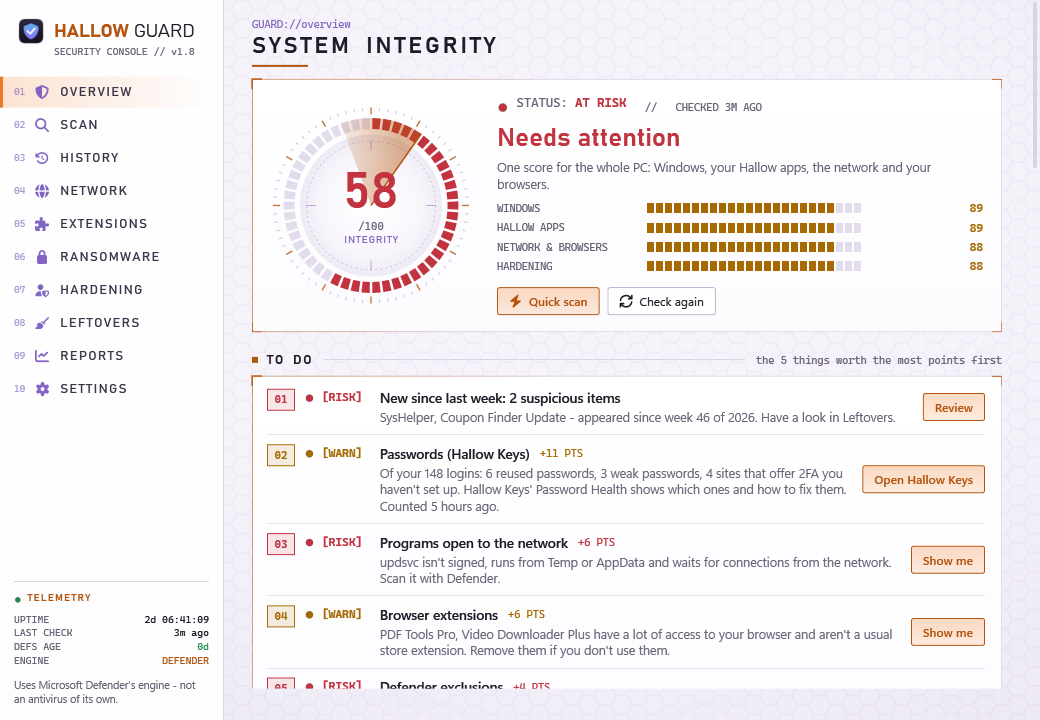 HALLOW GUARD
SECURITY CONSOLE // v1.8
01 OVERVIEW
02 SCAN
03 HISTORY
04 NETWORK
05 EXTENSIONS
06 RANSOMWARE
07 HARDENING
08 LEFTOVERS
09 REPORTS
10 SETTINGS
TELEMETRY
UPTIME 2d 06:41:09
LAST CHECK 3m ago
DEFS AGE 0d
ENGINE DEFENDER
Uses Microsoft Defender's engine - not
an antivirus of its own.
GUARD://overview
SYSTEM INTEGRITY
58
/100
INTEGRITY
STATUS: AT RISK // CHECKED 3M AGO
Needs attention
One score for the whole PC: Windows, your Hallow apps, the network and your
browsers.
WINDOWS 89
HALLOW APPS 89
NETWORK & BROWSERS 88
HARDENING 88
Quick scan Check again
TO DO the 5 things worth the most points first
01 [RISK] New since last week: 2 suspicious items
SysHelper, Coupon Finder Update - appeared since week 46 of 2026. Have a look in Leftovers.
Review
02 [WARN] Passwords (Hallow Keys) +11 PTS
Of your 148 logins: 6 reused passwords, 3 weak passwords, 4 sites that offer 2FA you
haven't set up. Hallow Keys' Password Health shows which ones and how to fix them.
Counted 5 hours ago.
Open Hallow Keys
03 [RISK] Programs open to the network +6 PTS
updsvc isn't signed, runs from Temp or AppData and waits for connections from the network.
Scan it with Defender.
Show me
04 [WARN] Browser extensions +6 PTS
PDF Tools Pro, Video Downloader Plus have a lot of access to your browser and aren't a usual
store extension. Remove them if you don't use them.
Show me
05 [RISK] Defender exclusions +4 PTS